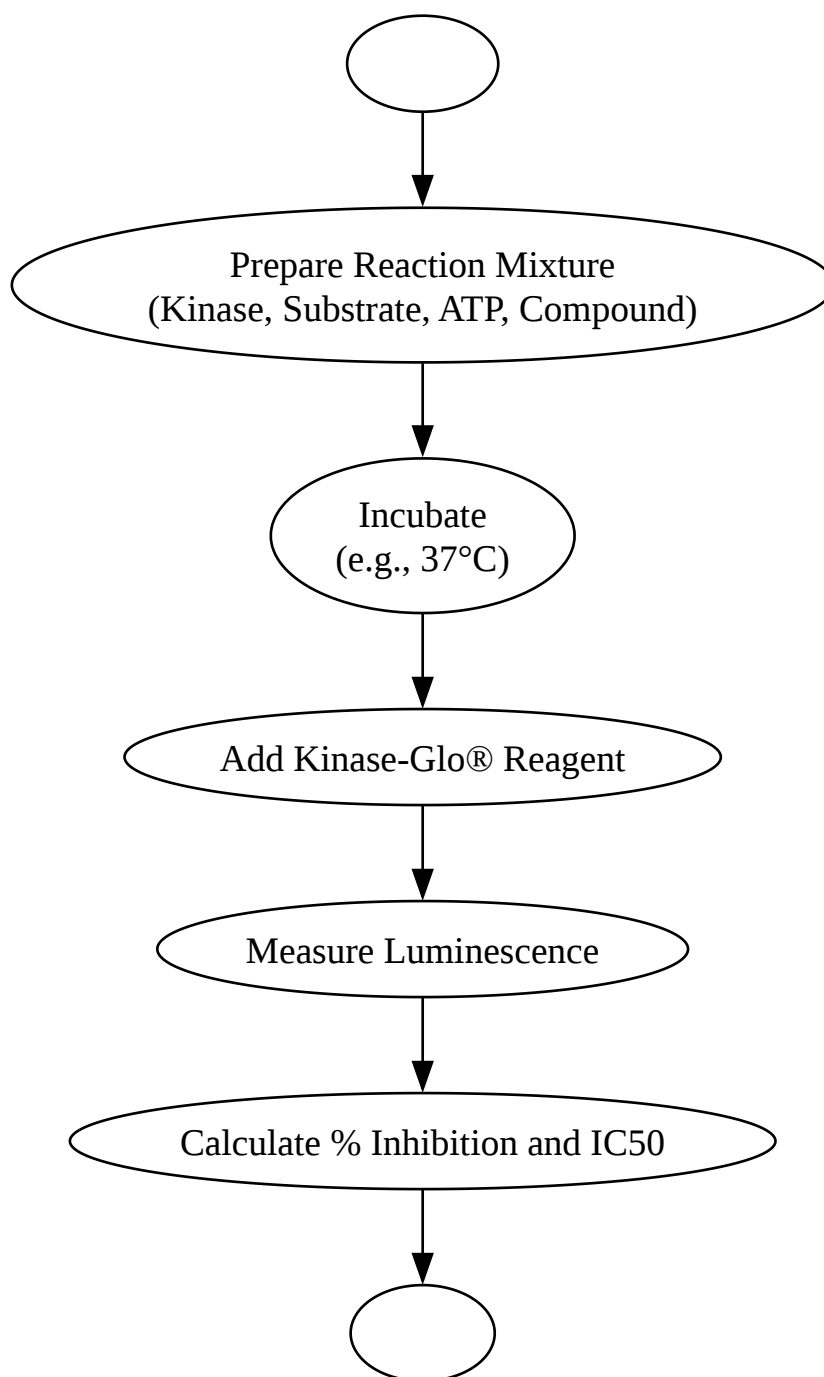 Prepare Reaction Mixture
(Kinase, Substrate, ATP, Compound)
Incubate
(e.g., 37°C)
Add Kinase-Glo® Reagent
Measure Luminescence
Calculate % Inhibition and IC50